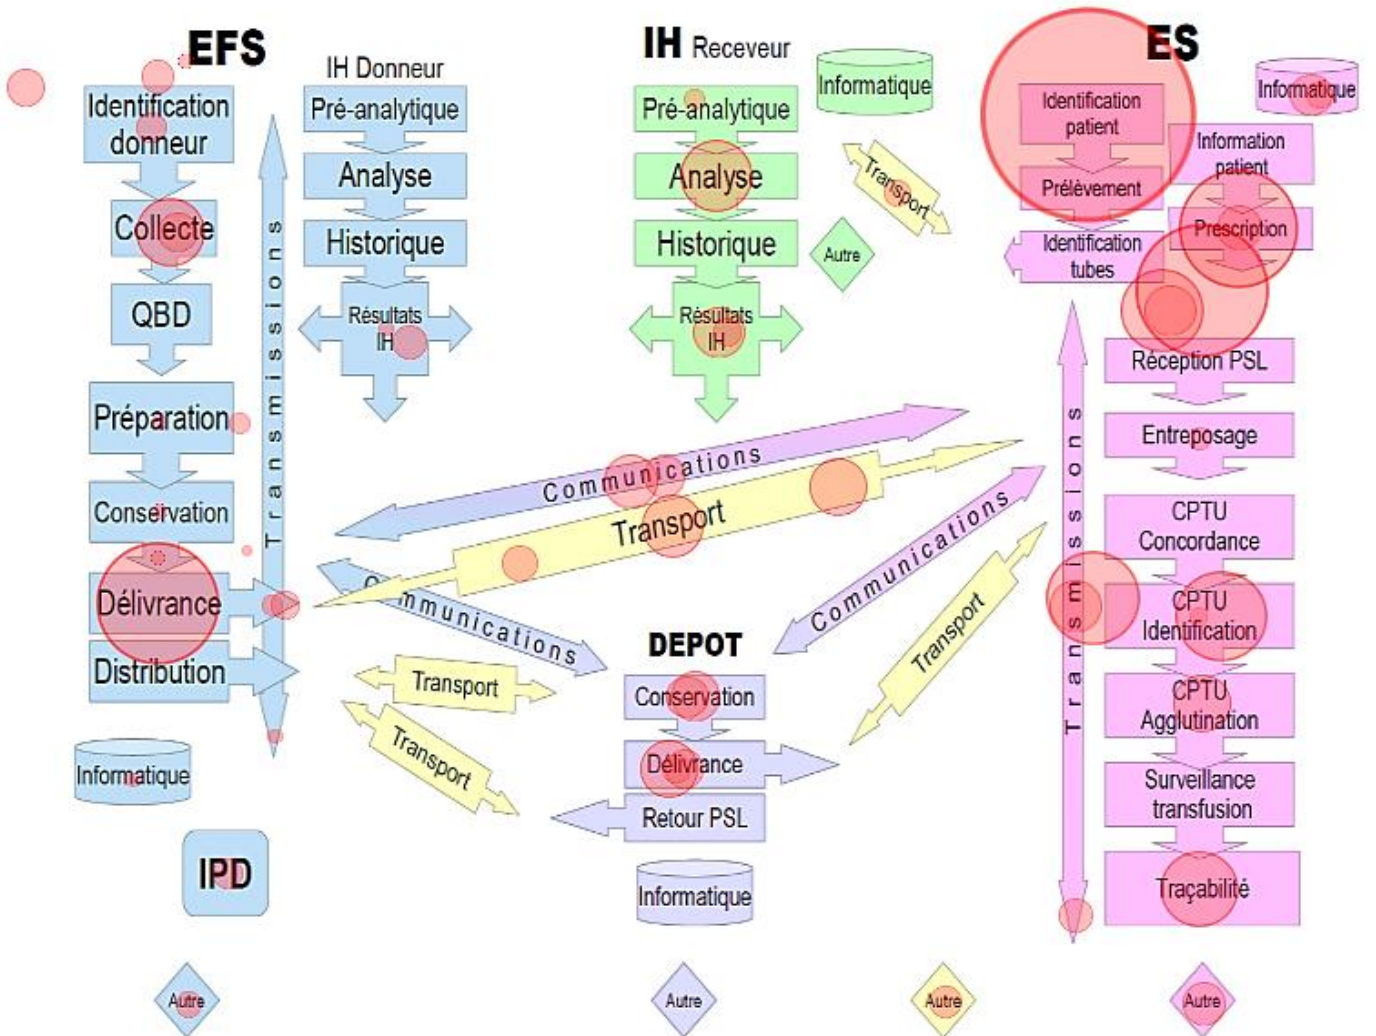 EFS
Identification
donneur
Collecte
QBD
Préparation
Conservation
Délivrance
Distribution
Informatique
IPD
Autre
IH Donneur
Pré-analytique
Analyse
Historique
Résultats
IH
Transmissions
IH Receveur
Pré-analytique
Analyse
Historique
Résultats
IH
Informatique
Transport
Autre
ES
Identification
patient
Prélèvement
Identification
tubes
Informatique
Information
patient
Prescription
Réception PSL
Entreposage
CPTU
Concordance
CPTU
Identification
CPTU
Agglutination
Surveillance
transfusion
Traçabilité
Transmissions
Communications
Transport
Communications
Communications
Transport
Transport
Transport
DEPOT
Conservation
Délivrance
Retour PSL
Informatique
Autre
Autre
Autre